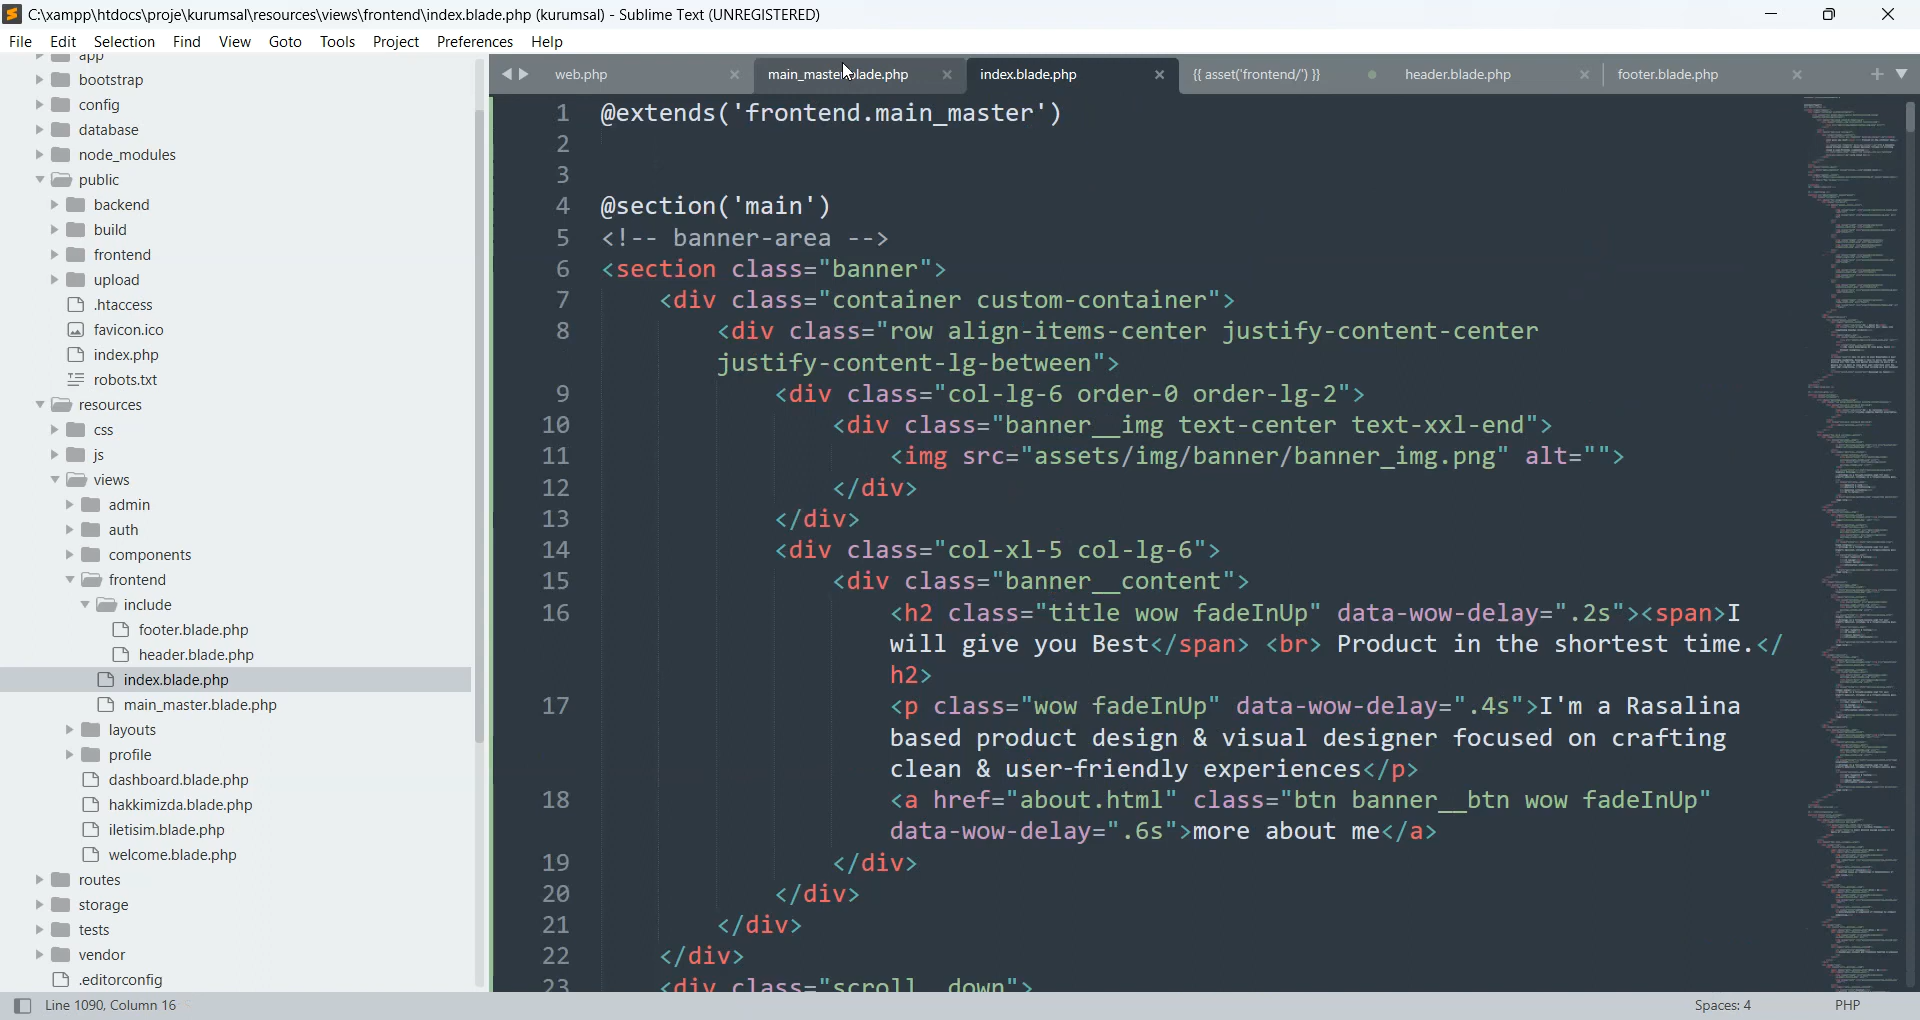 C:\xampp\htdocs\proje\kurumsal\resources\views\frontend\index.blade.php (kurumsal) - Sublime Text (UNREGISTERED)
File Edit Selection Find View Goto Tools Project Preferences Help
app
bootstrap
config
database
node_modules
public
backend
build
frontend
upload
.htaccess
favicon.ico
index.php
robots.txt
resources
css
js
views
admin
auth
components
frontend
include
footer.blade.php
header.blade.php
index.blade.php
main_master.blade.php
layouts
profile
dashboard.blade.php
hakkimizda.blade.php
iletisim.blade.php
welcome.blade.php
routes
storage
tests
vendor
.editorconfig
web.php main_master.blade.php index.blade.php {{ asset('frontend/') }} header.blade.php footer.blade.php
1 @extends('frontend.main_master')
2
3
4 @section('main')
5 <!-- banner-area -->
6 <section class="banner">
7 <div class="container custom-container">
8 <div class="row align-items-center justify-content-center
justify-content-lg-between">
9 <div class="col-lg-6 order-0 order-lg-2">
10 <div class="banner__img text-center text-xxl-end">
11 <img src="assets/img/banner/banner_img.png" alt="">
12 </div>
13 </div>
14 <div class="col-xl-5 col-lg-6">
15 <div class="banner__content">
16 <h2 class="title wow fadeInUp" data-wow-delay=".2s"><span>I
will give you Best</span> <br> Product in the shortest time.</
h2>
17 <p class="wow fadeInUp" data-wow-delay=".4s">I'm a Rasalina
based product design & visual designer focused on crafting
clean & user-friendly experiences</p>
18 <a href="about.html" class="btn banner__btn wow fadeInUp"
data-wow-delay=".6s">more about me</a>
19 </div>
20 </div>
21 </div>
22 </div>
23 <div class="scroll__down">
Line 1090, Column 16 Spaces: 4 PHP